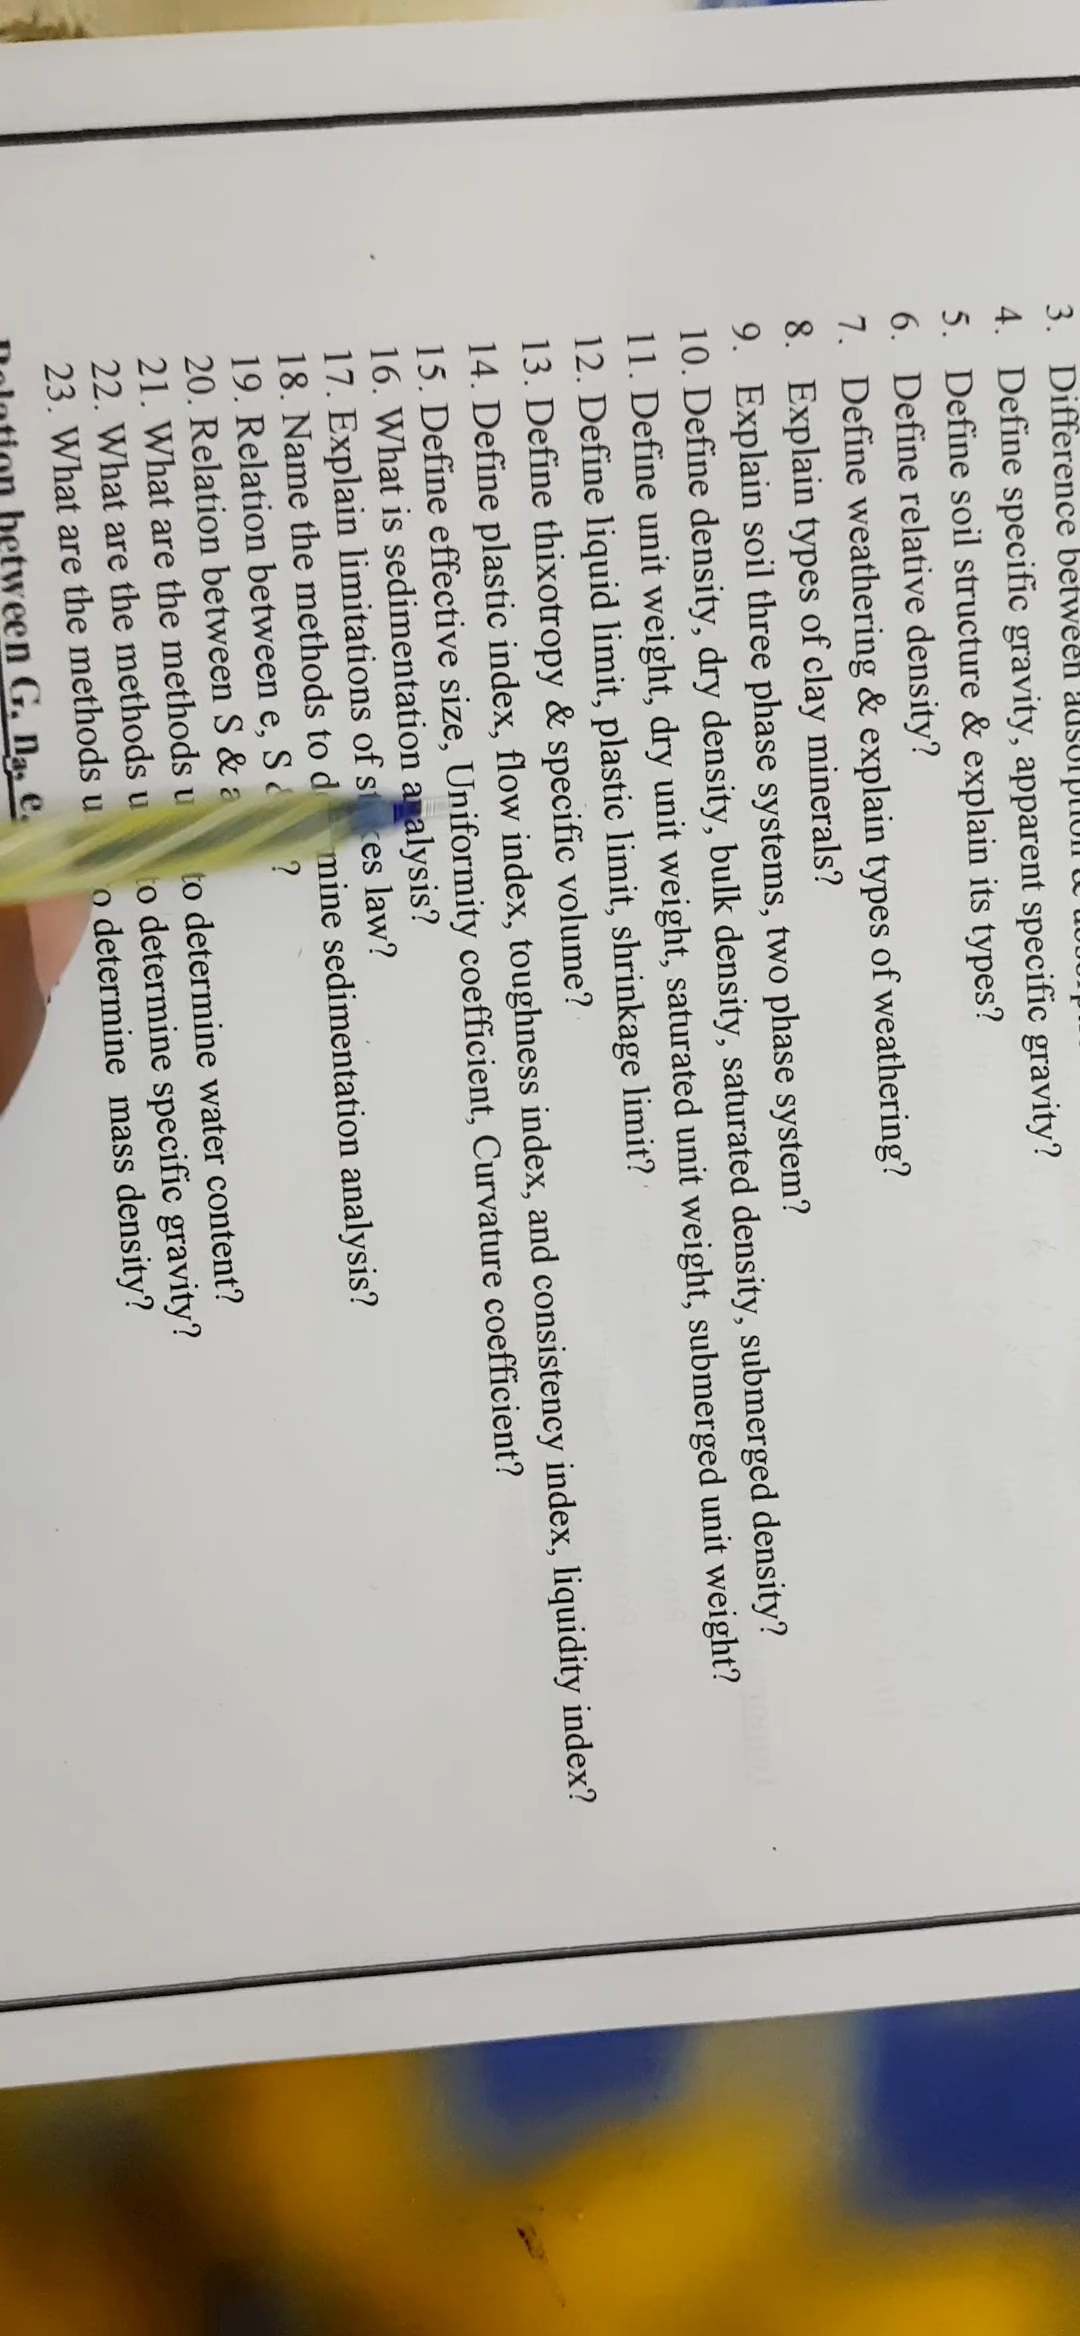 3. Difference between adsorption &
4. Define specific gravity, apparent specific gravity?
5. Define soil structure & explain its types?
6. Define relative density?
7. Define weathering & explain types of weathering?
8. Explain types of clay minerals?
9. Explain soil three phase systems, two phase system?
10. Define density, dry density, bulk density, saturated density, submerged density?
11. Define unit weight, dry unit weight, saturated unit weight, submerged unit weight?
12. Define liquid limit, plastic limit, shrinkage limit?
13. Define thixotropy & specific volume?
14. Define plastic index, flow index, toughness index, and consistency index, liquidity index?
15. Define effective size, Uniformity coefficient, Curvature coefficient?
16. What is sedimentation analysis?
17. Explain limitations of law?
18. Name the methods to sedimentation analysis?
19. Relation between e, S ?
20. Relation between S &
21. What are the methods to determine water content?
22. What are the methods to determine specific gravity?
23. What are the methods determine mass density?
Relation between G, na, e,